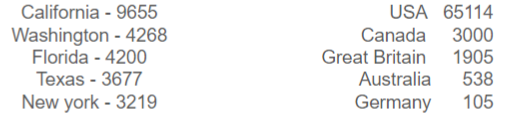 California - 9655
Washington - 4268
Florida - 4200
Texas - 3677
New york - 3219
USA 65114
Canada 3000
Great Britain 1905
Australia 538
Germany 105